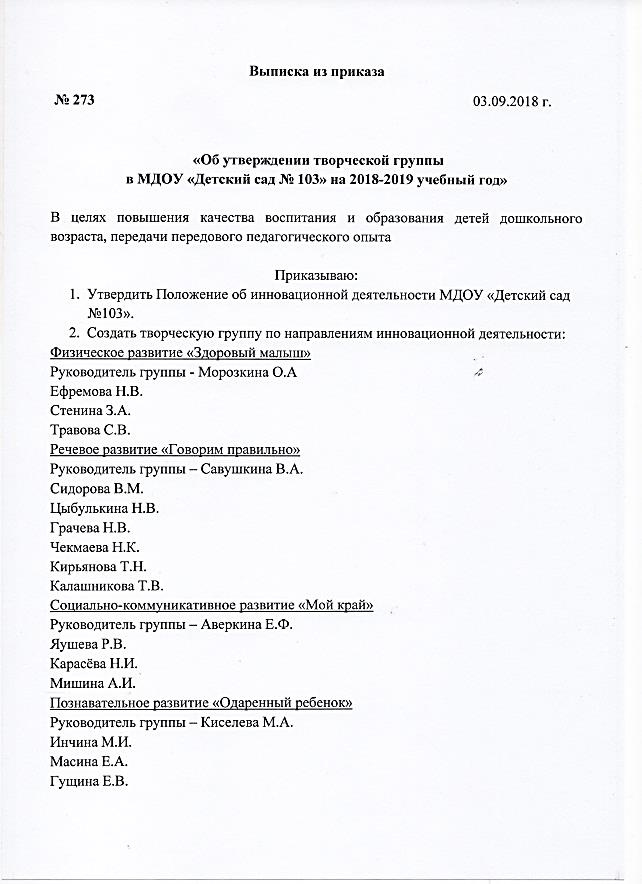 Выписка из приказа
№ 273 03.09.2018 г.
«Об утверждении творческой группы
в МДОУ «Детский сад № 103» на 2018-2019 учебный год»
В целях повышения качества воспитания и образования детей дошкольного
возраста, передачи передового педагогического опыта
Приказываю:
1. Утвердить Положение об инновационной деятельности МДОУ «Детский сад
№103».
2. Создать творческую группу по направлениям инновационной деятельности:
Физическое развитие «Здоровый малыш»
Руководитель группы - Морозкина О.А
Ефремова Н.В.
Стенина З.А.
Травова С.В.
Речевое развитие «Говорим правильно»
Руководитель группы – Савушкина В.А.
Сидорова В.М.
Цыбулькина Н.В.
Грачева Н.В.
Чекмаева Н.К.
Кирьянова Т.Н.
Калашникова Т.В.
Социально-коммуникативное развитие «Мой край»
Руководитель группы – Аверкина Е.Ф.
Яушева Р.В.
Карасёва Н.И.
Мишина А.И.
Познавательное развитие «Одаренный ребенок»
Руководитель группы – Киселева М.А.
Инчина М.И.
Масина Е.А.
Гущина Е.В.